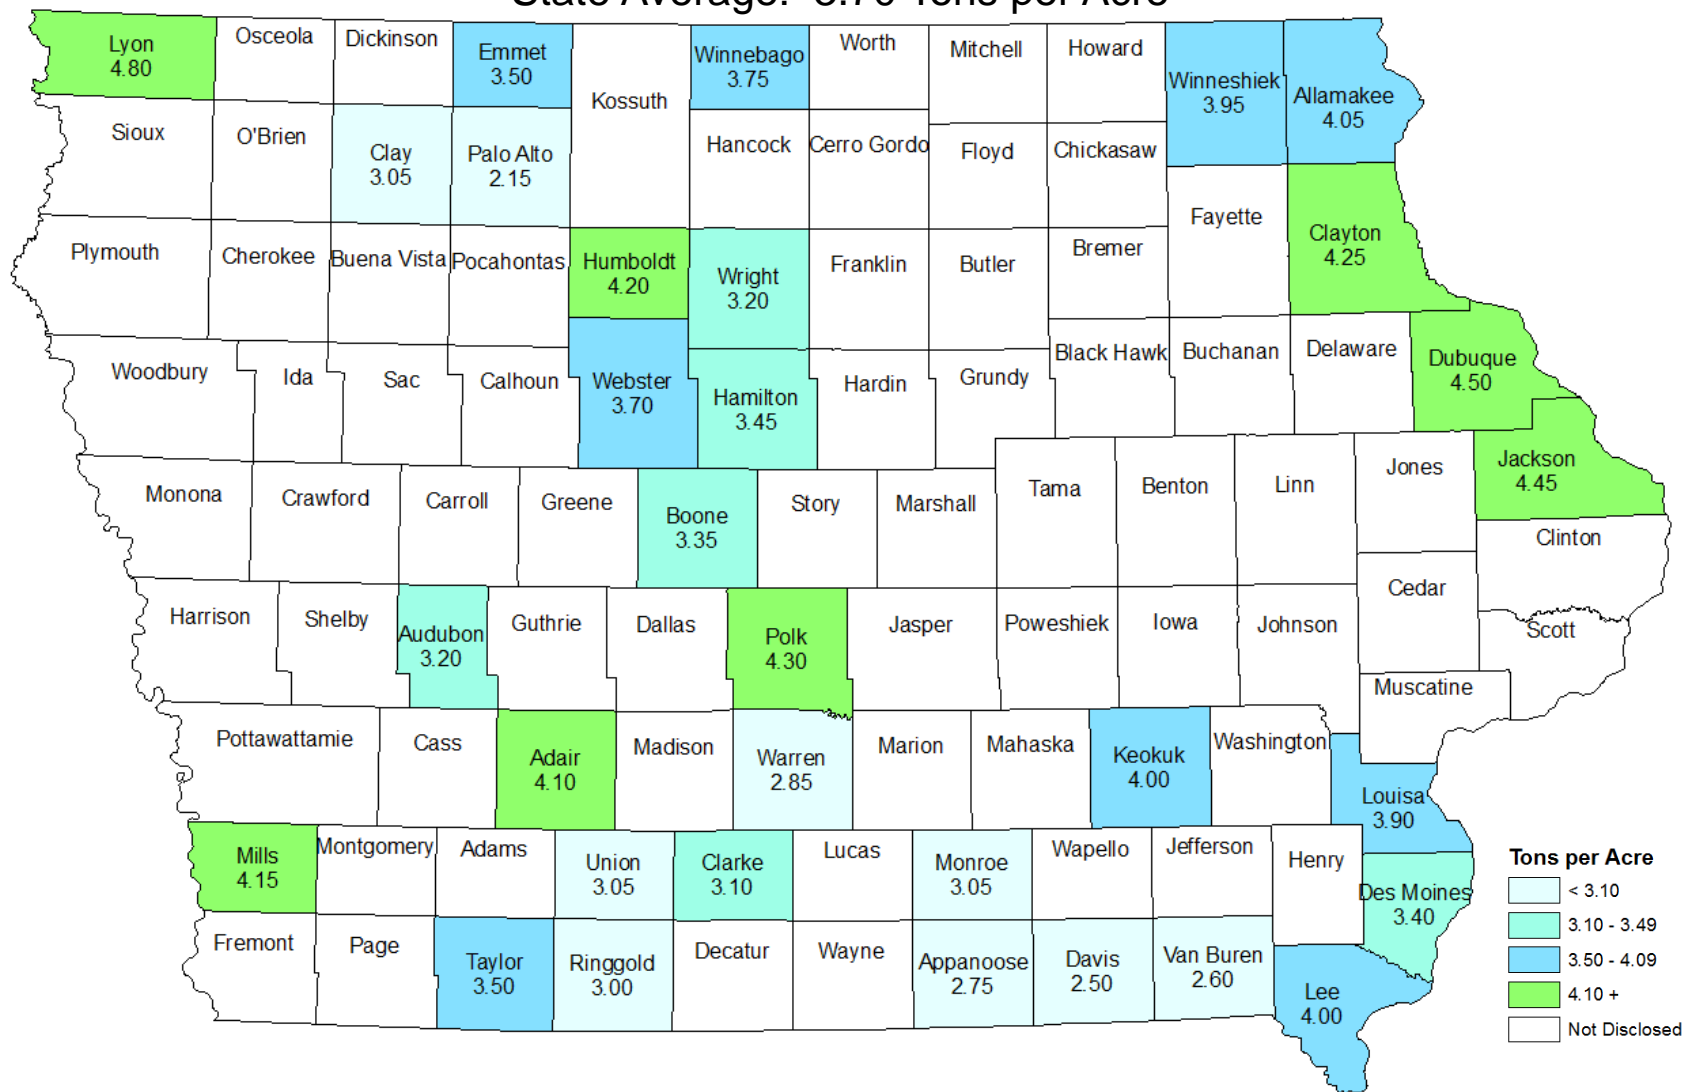 State Average: Tons per Acre
Lyon
4.80
Osceola
Dickinson
Emmet
3.50
Kossuth
Winnebago
3.75
Worth
Mitchell
Howard
Winneshiek
3.95
Allamakee
4.05
Sioux
O'Brien
Clay
3.05
Palo Alto
2.15
Hancock
Cerro Gordo
Floyd
Chickasaw
Fayette
Clayton
4.25
Plymouth
Cherokee
Buena Vista
Pocahontas
Humboldt
4.20
Wright
3.20
Franklin
Butler
Bremer
Woodbury
Ida
Sac
Calhoun
Webster
3.70
Hamilton
3.45
Hardin
Grundy
Black Hawk
Buchanan
Delaware
Dubuque
4.50
Monona
Crawford
Carroll
Greene
Boone
3.35
Story
Marshall
Tama
Benton
Linn
Jones
Jackson
4.45
Clinton
Harrison
Shelby
Audubon
3.20
Guthrie
Dallas
Polk
4.30
Jasper
Poweshiek
Iowa
Johnson
Cedar
Scott
Muscatine
Pottawattamie
Cass
Adair
4.10
Madison
Warren
2.85
Marion
Mahaska
Keokuk
4.00
Washington
Louisa
3.90
Mills
4.15
Montgomery
Adams
Union
3.05
Clarke
3.10
Lucas
Monroe
3.05
Wapello
Jefferson
Henry
Des Moines
3.40
Fremont
Page
Taylor
3.50
Ringgold
3.00
Decatur
Wayne
Appanoose
2.75
Davis
2.50
Van Buren
2.60
Lee
4.00
Tons per Acre
< 3.10
3.10 - 3.49
3.50 - 4.09
4.10 +
Not Disclosed